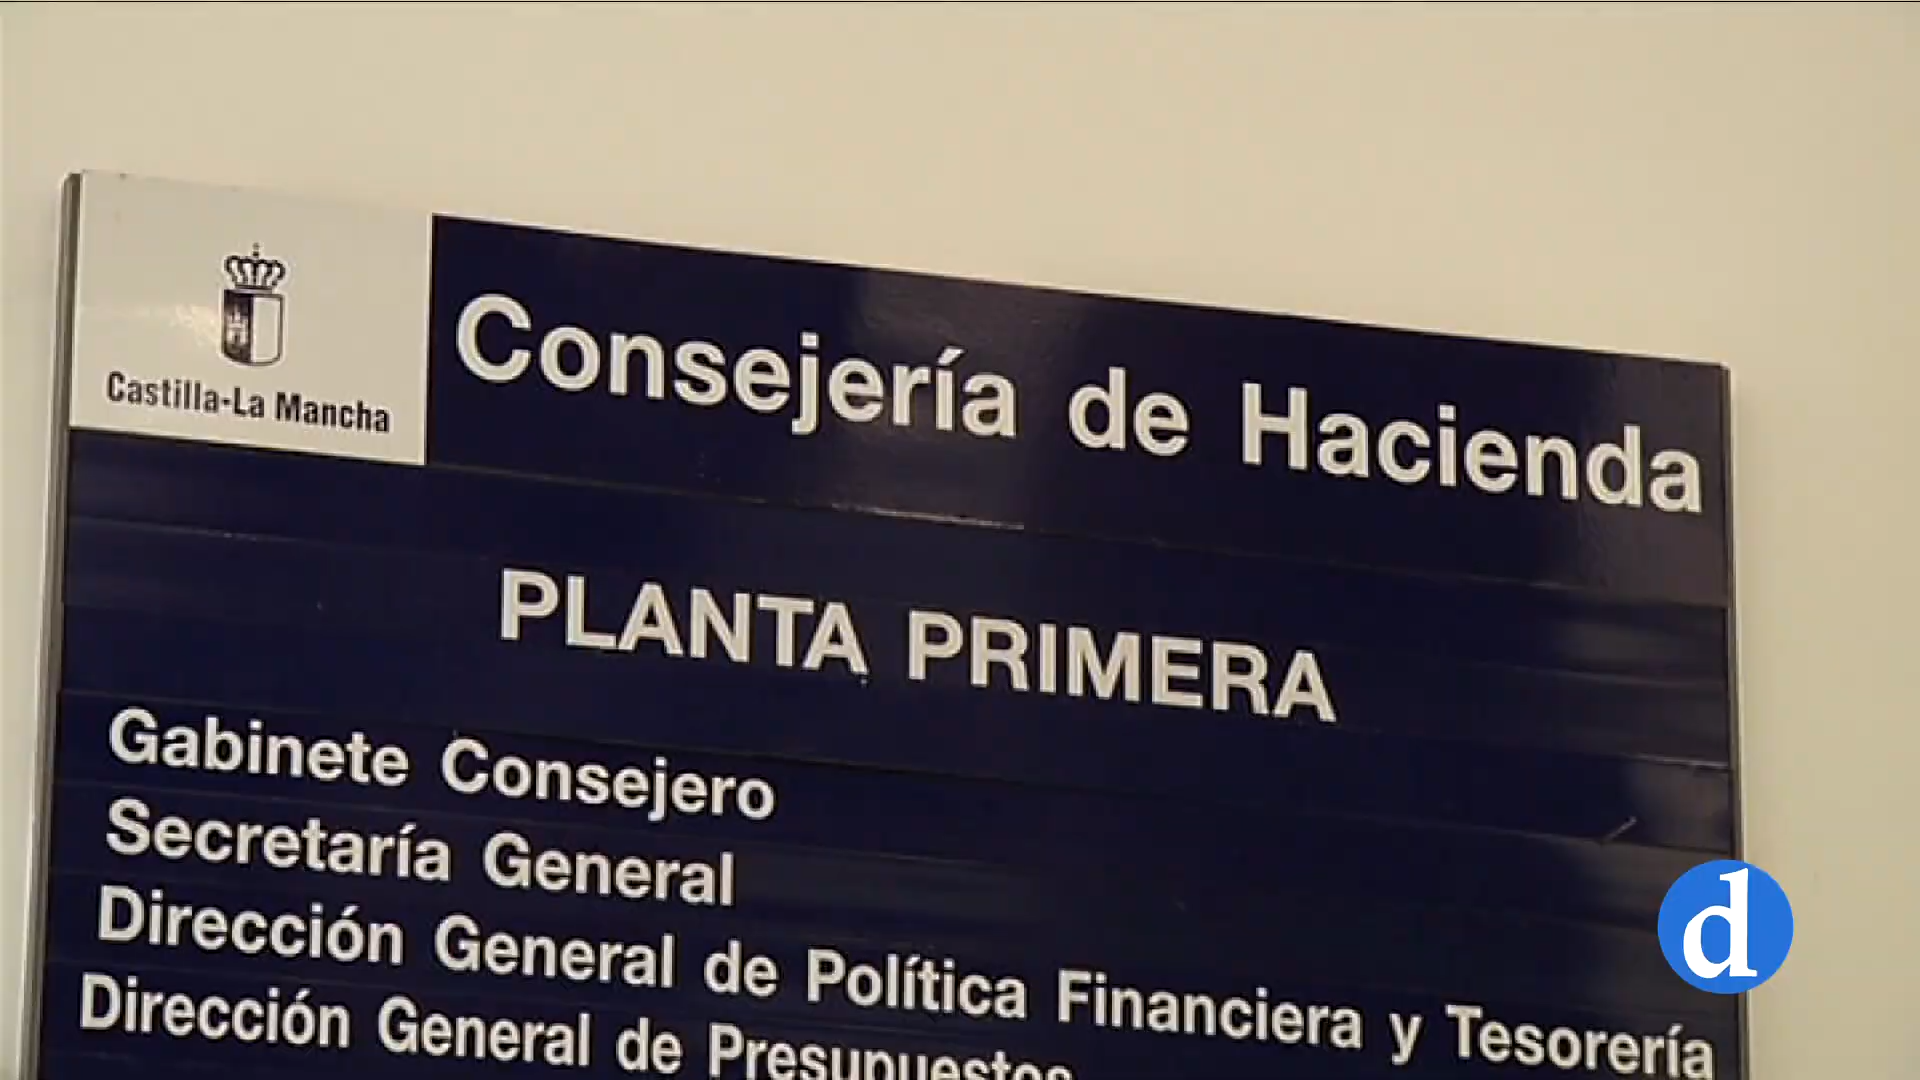 Castilla-La Mancha
Consejería de Hacienda
PLANTA PRIMERA
Gabinete Consejero
Secretaría General
Dirección General de Política Financiera y Tesorería
Dirección General de Presupuestos
d